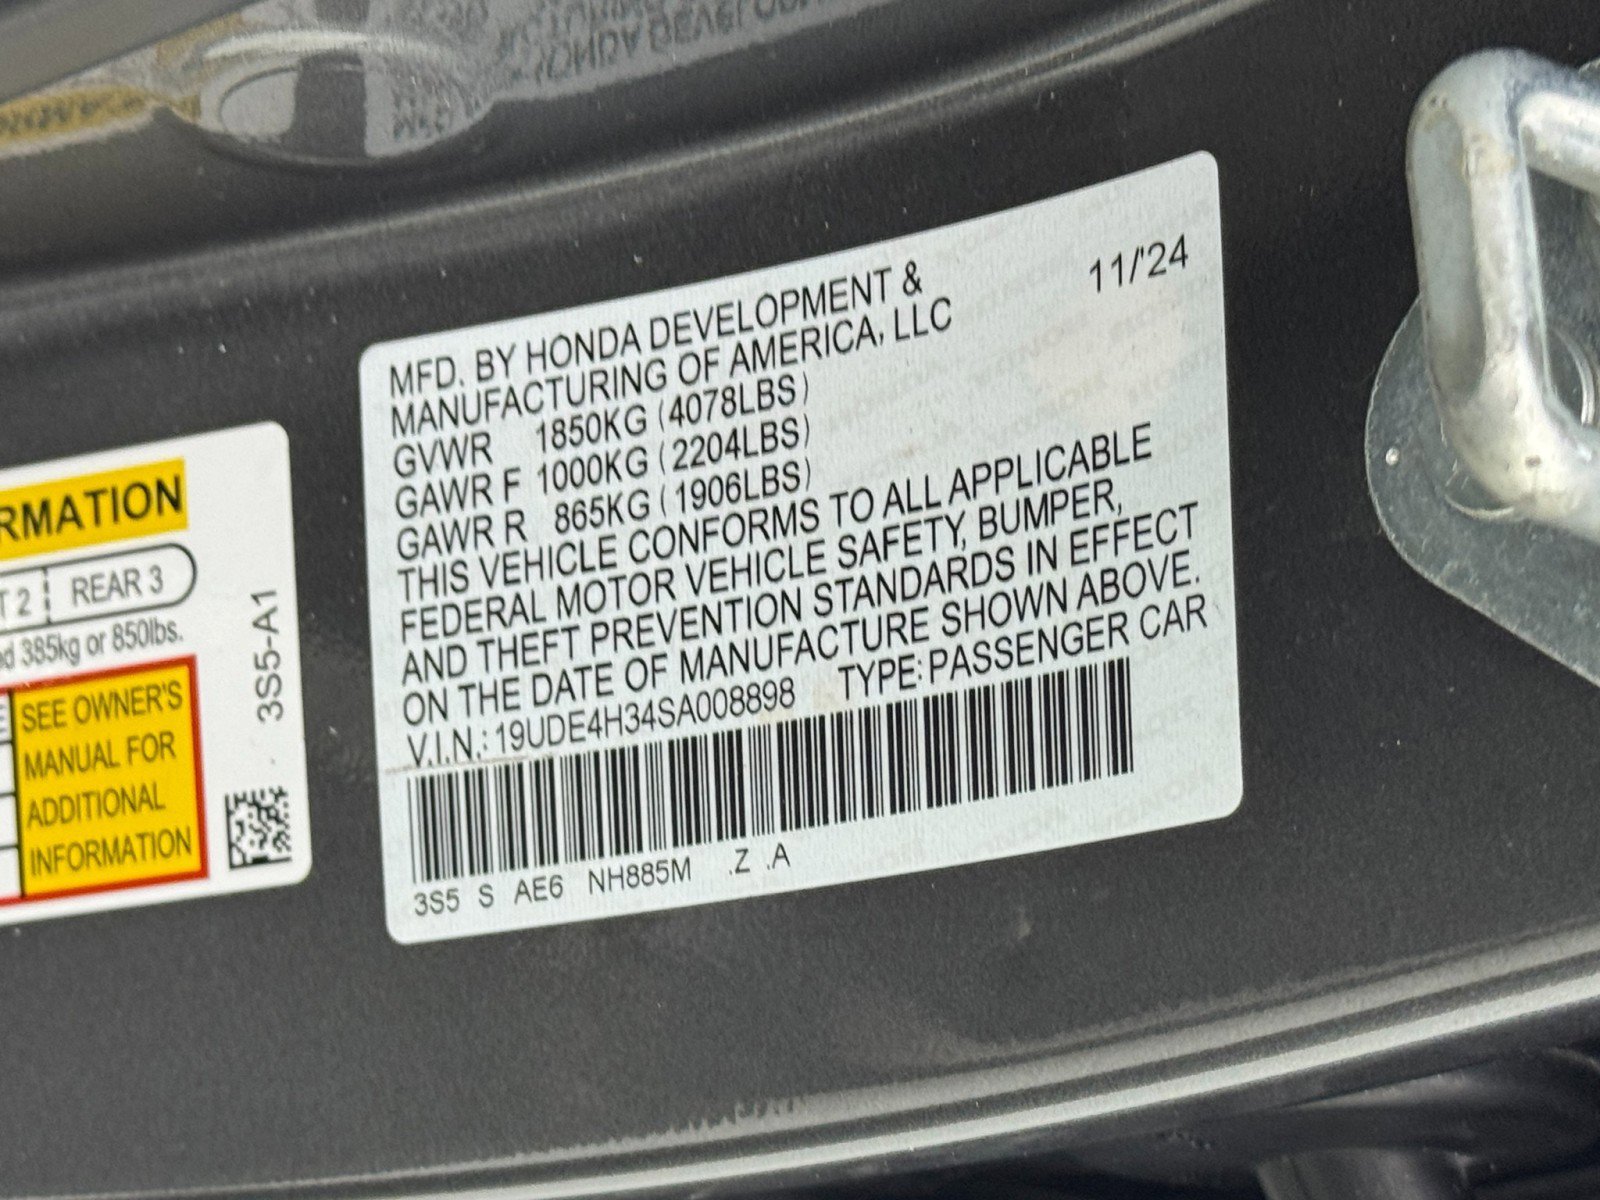 MFD. BY HONDA DEVELOPMENT &
MANUFACTURING OF AMERICA, LLC
11/'24
GVWR 1850KG (4078LBS)
GAWR F 1000KG (2204LBS)
GAWR R 865KG (1906LBS)
THIS VEHICLE CONFORMS TO ALL APPLICABLE
FEDERAL MOTOR VEHICLE SAFETY, BUMPER,
AND THEFT PREVENTION STANDARDS IN EFFECT
ON THE DATE OF MANUFACTURE SHOWN ABOVE.
V.I.N.: 19UDE4H34SA008898 TYPE: PASSENGER CAR
3S5 S AE6 NH885M .Z .A
RMATION
T 2 REAR 3
ed 385kg or 850lbs.
SEE OWNER'S
MANUAL FOR
ADDITIONAL
INFORMATION
3S5-A1